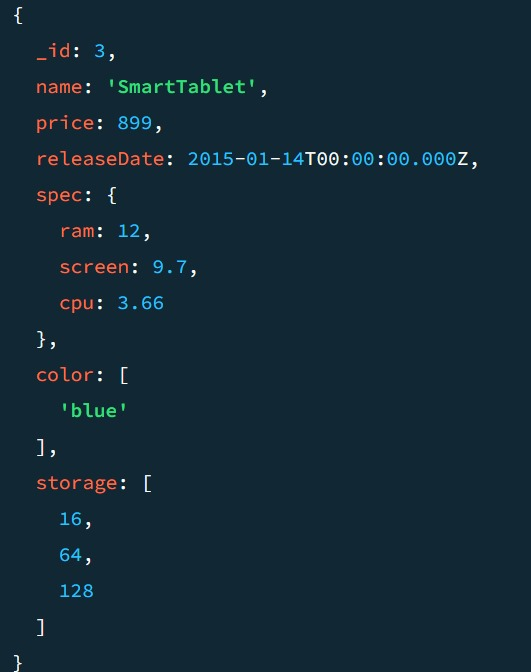 {
_id: 3,
name: 'SmartTablet',
price: 899,
releaseDate: 2015-01-14T00:00:00.000Z,
spec: {
ram: 12,
screen: 9.7,
cpu: 3.66
},
color: [
'blue'
],
storage: [
16,
64,
128
]
}